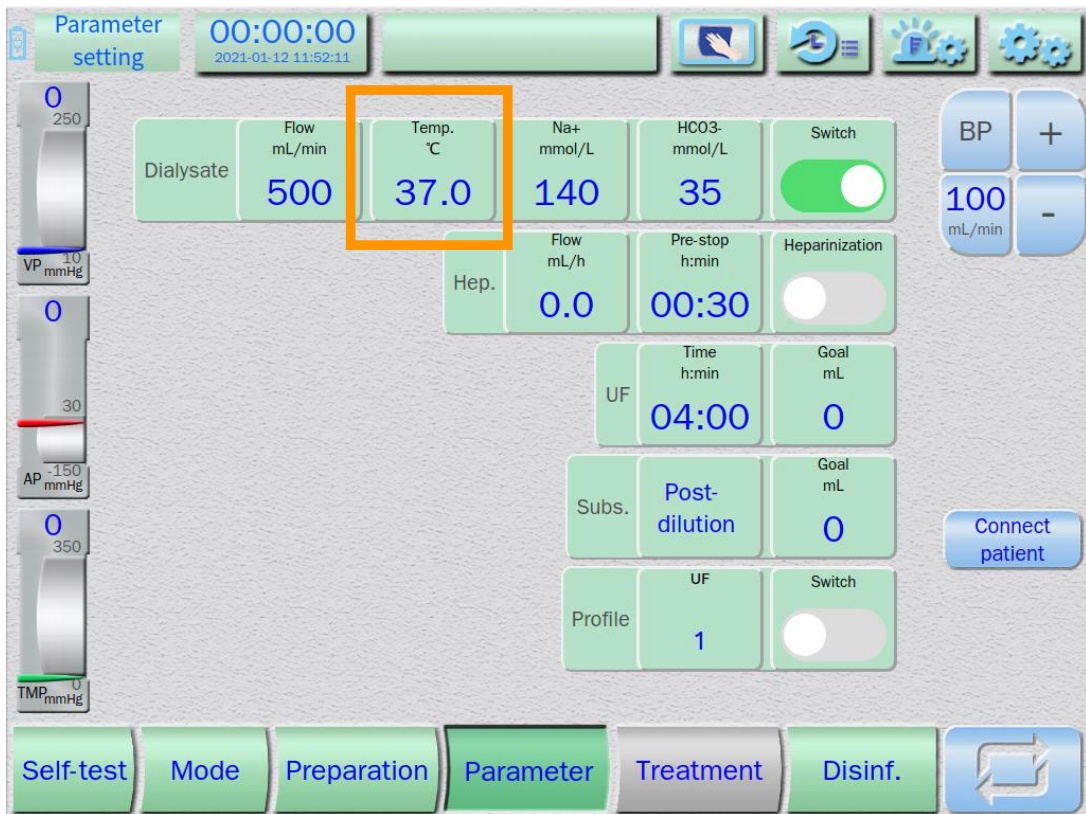 Parameter
setting
00:00:00
2021-01-12 11:52:11
0
250
10
VP mmHg
0
30
-150
AP mmHg
0
350
0
TMP mmHg
Dialysate
Flow
mL/min
500
Temp.
℃
37.0
Na+
mmol/L
140
HCO3-
mmol/L
35
Switch
Hep.
Flow
mL/h
0.0
Pre-stop
h:min
00:30
Heparinization
UF
Time
h:min
04:00
Goal
mL
0
Subs.
Post-
dilution
Goal
mL
0
Profile
UF
1
Switch
BP
+
100
mL/min
-
Connect
patient
Self-test
Mode
Preparation
Parameter
Treatment
Disinf.